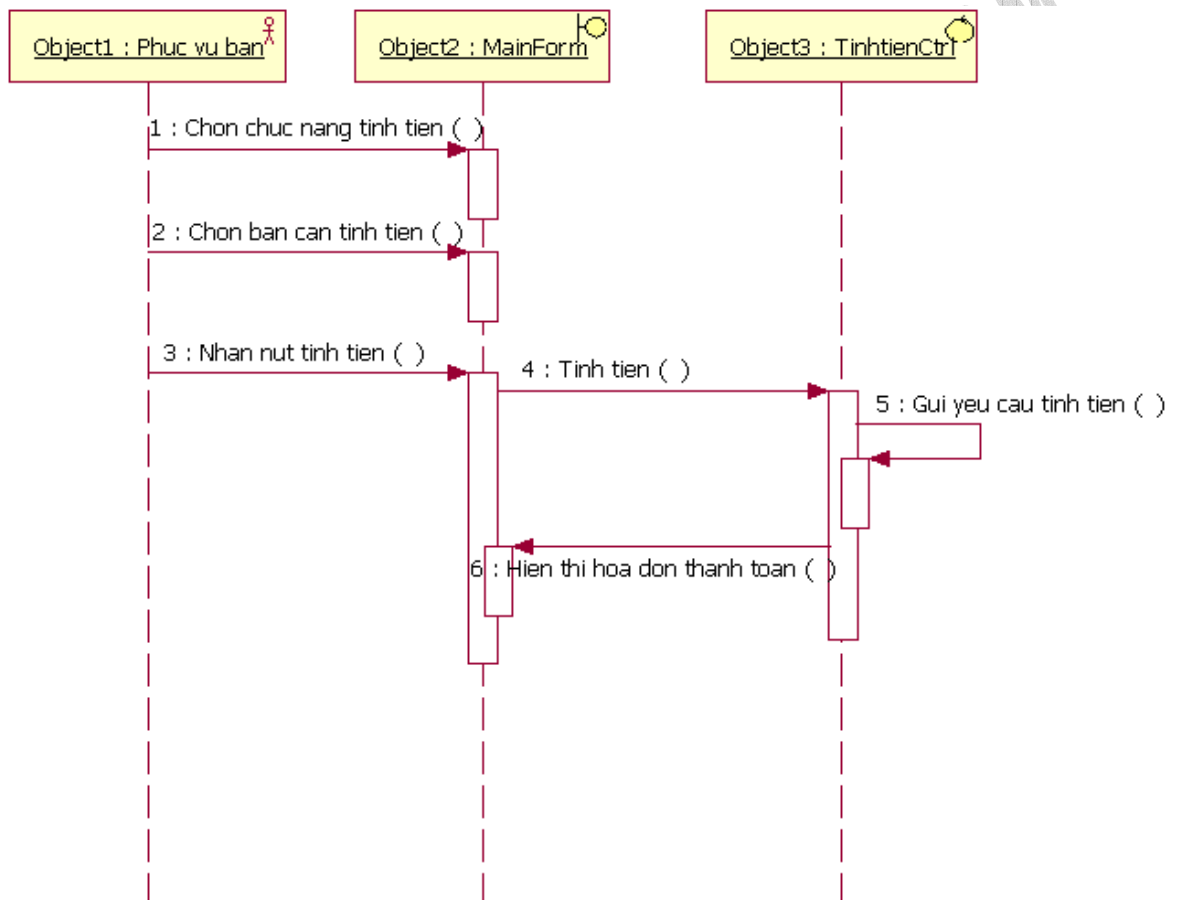 Object1 : Phuc vu ban
Object2 : MainForm
Object3 : TinhtienCtrl
1 : Chon chuc nang tinh tien ( )
2 : Chon ban can tinh tien ( )
3 : Nhan nut tinh tien ( )
4 : Tinh tien ( )
5 : Gui yeu cau tinh tien ( )
6 : Hien thi hoa don thanh toan ( )